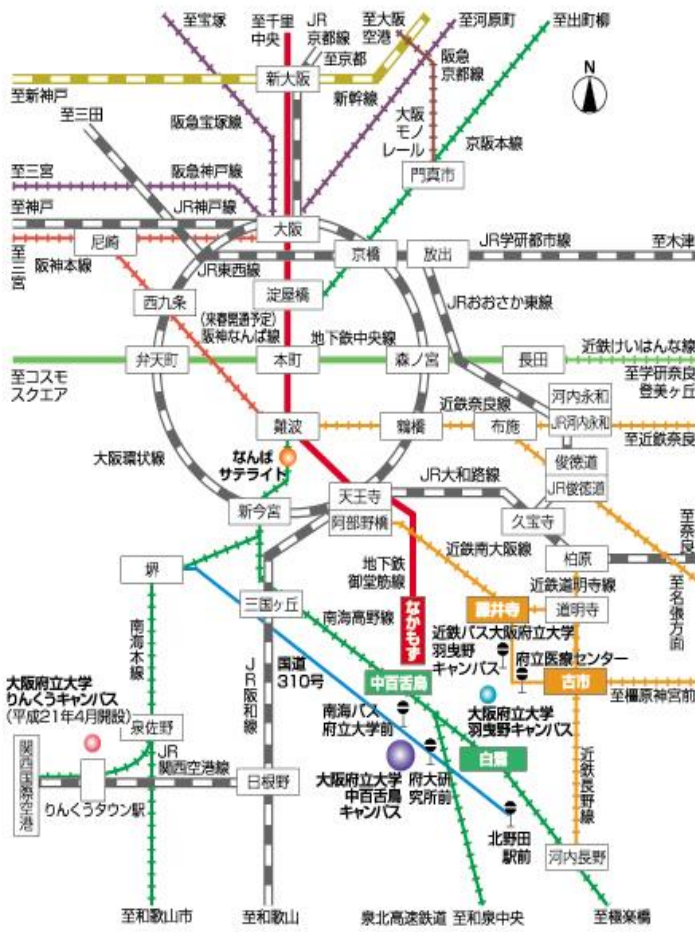 至宝塚
至千里
中央
JR
京都線
至京都
至大阪
空港
至河原町
至出町柳
阪急
京都線
N
新大阪
至新神戸
新幹線
至三田
阪急宝塚線
大阪
モノ
レール
京阪本線
門真市
至三宮
阪急神戸線
至神戸
JR神戸線
大阪
尼崎
京橋
放出
JR学研都市線
至木津
至三宮
阪神本線
JR東西線
淀屋橋
JRおおさか東線
西九条
(来春開通予定)
阪神なんば線
地下鉄中央線
近鉄けいはんな線
弁天町
本町
森ノ宮
長田
至コスモ
スクエア
至学研奈良
登美ヶ丘
河内永和
近鉄奈良線
JR河内永和
難波
鶴橋
布施
至近鉄奈良
大阪環状線
なんば
サテライト
俊徳道
JR俊徳道
JR大和路線
天王寺
新今宮
阿部野橋
久宝寺
至奈良
近鉄南大阪線
柏原
堺
地下鉄
御堂筋線
近鉄道明寺線
至名張方面
三国ヶ丘
南海高野線
なかもず
藤井寺
道明寺
南海本線
近鉄バス大阪府立大学
羽曳野
キャンパス
府立医療センター
国道
310号
中百舌鳥
古市
至橿原神宮前
大阪府立大学
りんくうキャンパス
(平成21年4月開設)
JR阪和線
南海バス
府立大学前
大阪府立大学
羽曳野キャンパス
泉佐野
白鷺
近鉄長野線
JR
関西空港線
関西国際空港
日根野
大阪府立大学
中百舌鳥
キャンパス
府大研
究所前
りんくうタウン駅
北野田
駅前
河内長野
至和歌山市
至和歌山
泉北高速鉄道
至和泉中央
至極楽橋